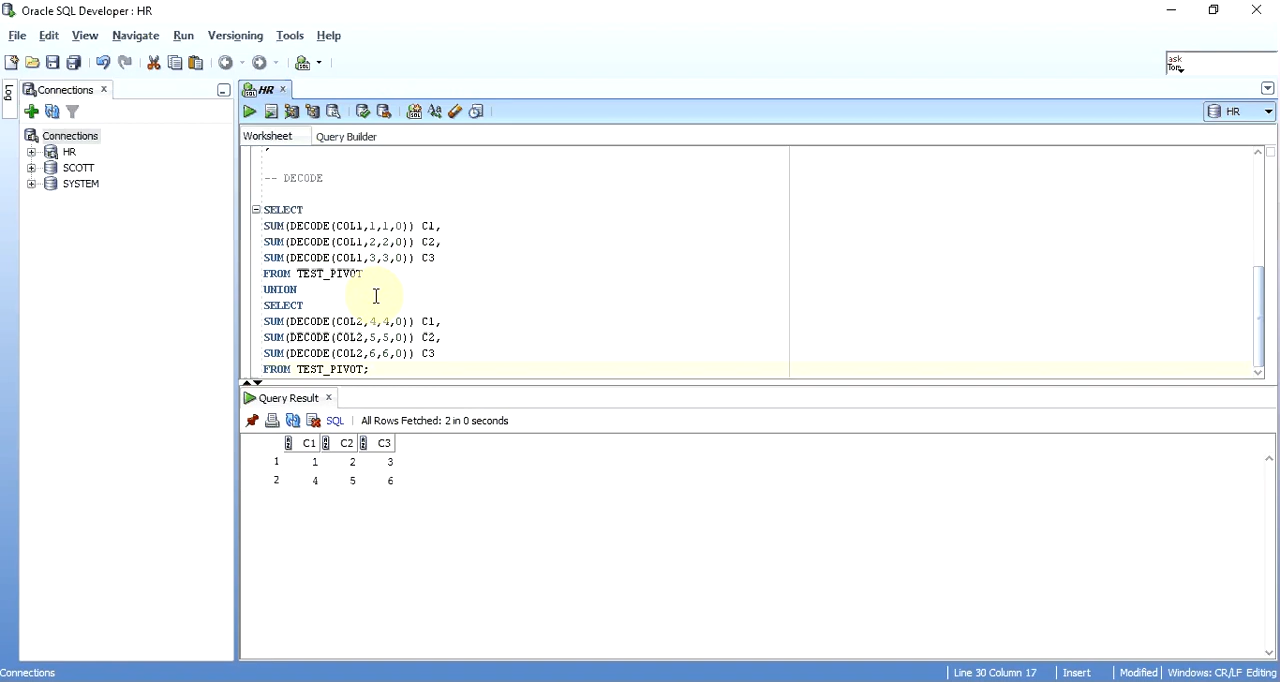 Oracle SQL Developer : HR
File Edit View Navigate Run Versioning Tools Help
ask
Tom
Log
Connections
HR
HR
Worksheet Query Builder
Connections
HR
SCOTT
SYSTEM
-- DECODE
SELECT
SUM(DECODE(COL1,1,1,0)) C1,
SUM(DECODE(COL1,2,2,0)) C2,
SUM(DECODE(COL1,3,3,0)) C3
FROM TEST_PIVOT
UNION
SELECT
SUM(DECODE(COL2,4,4,0)) C1,
SUM(DECODE(COL2,5,5,0)) C2,
SUM(DECODE(COL2,6,6,0)) C3
FROM TEST_PIVOT;
Query Result
SQL | All Rows Fetched: 2 in 0 seconds
C1 C2 C3
1 1 2 3
2 4 5 6
Connections
Line 30 Column 17 | Insert | Modified | Windows: CR/LF Editing